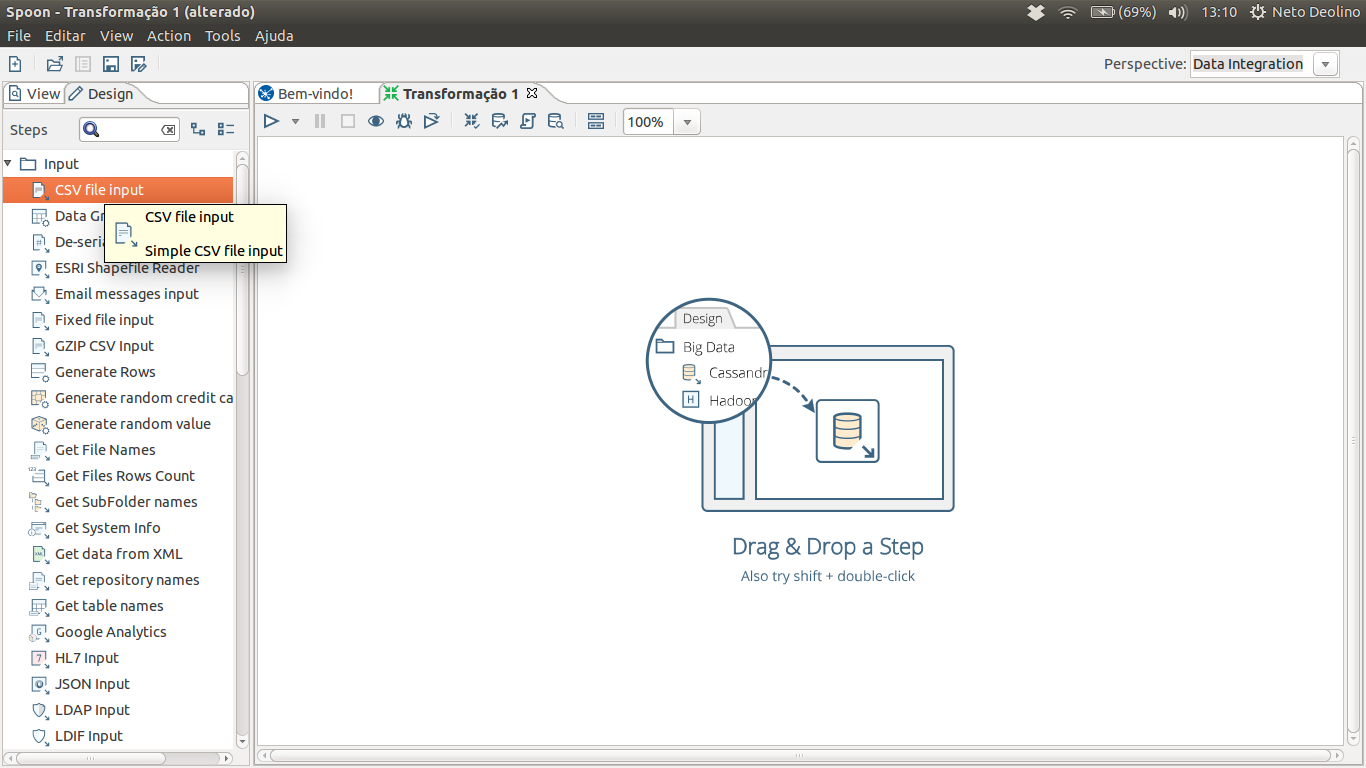 Spoon - Transformação 1 (alterado)
(69%) 13:10 Neto Deolino
File Editar View Action Tools Ajuda
Perspective: Data Integration
View Design
Bem-vindo! Transformação 1
Steps
100%
Input
CSV file input
Data Gr
CSV file input
Simple CSV file input
De-seria
ESRI Shapefile Reader
Email messages input
Fixed file input
GZIP CSV Input
Generate Rows
Generate random credit ca
Generate random value
Get File Names
Get Files Rows Count
Get SubFolder names
Get System Info
Get data from XML
Get repository names
Get table names
Google Analytics
HL7 Input
JSON Input
LDAP Input
LDIF Input
Design
Big Data
Cassandr
Hadoop
Drag & Drop a Step
Also try shift + double-click